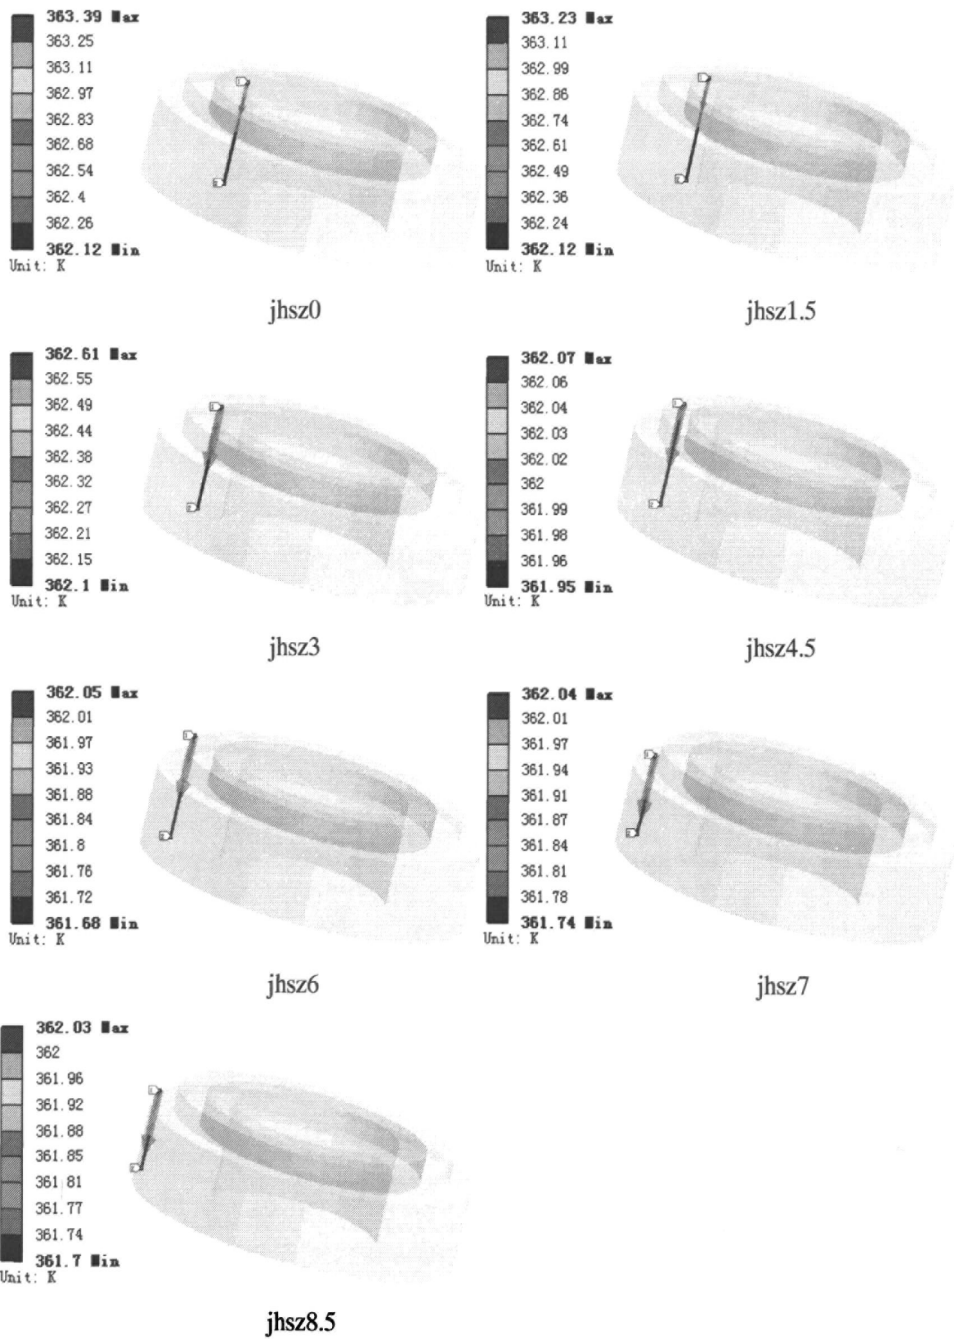 363.39 Max
363.25
363.11
362.97
362.83
362.68
362.54
362.4
362.26
362.12 Min
Unit: K
jhsz0
363.23 Max
363.11
362.99
362.86
362.74
362.61
362.49
362.36
362.24
362.12 Min
Unit: K
jhsz1.5
362.61 Max
362.55
362.49
362.44
362.38
362.32
362.27
362.21
362.15
362.1 Min
Unit: K
jhsz3
362.07 Max
362.06
362.04
362.03
362.02
362
361.99
361.98
361.96
361.95 Min
Unit: K
jhsz4.5
362.05 Max
362.01
361.97
361.93
361.88
361.84
361.8
361.76
361.72
361.68 Min
Unit: K
jhsz6
362.04 Max
362.01
361.97
361.94
361.91
361.87
361.84
361.81
361.78
361.74 Min
Unit: K
jhsz7
362.03 Max
362
361.96
361.92
361.88
361.85
361.81
361.77
361.74
361.7 Min
Unit: K
jhsz8.5